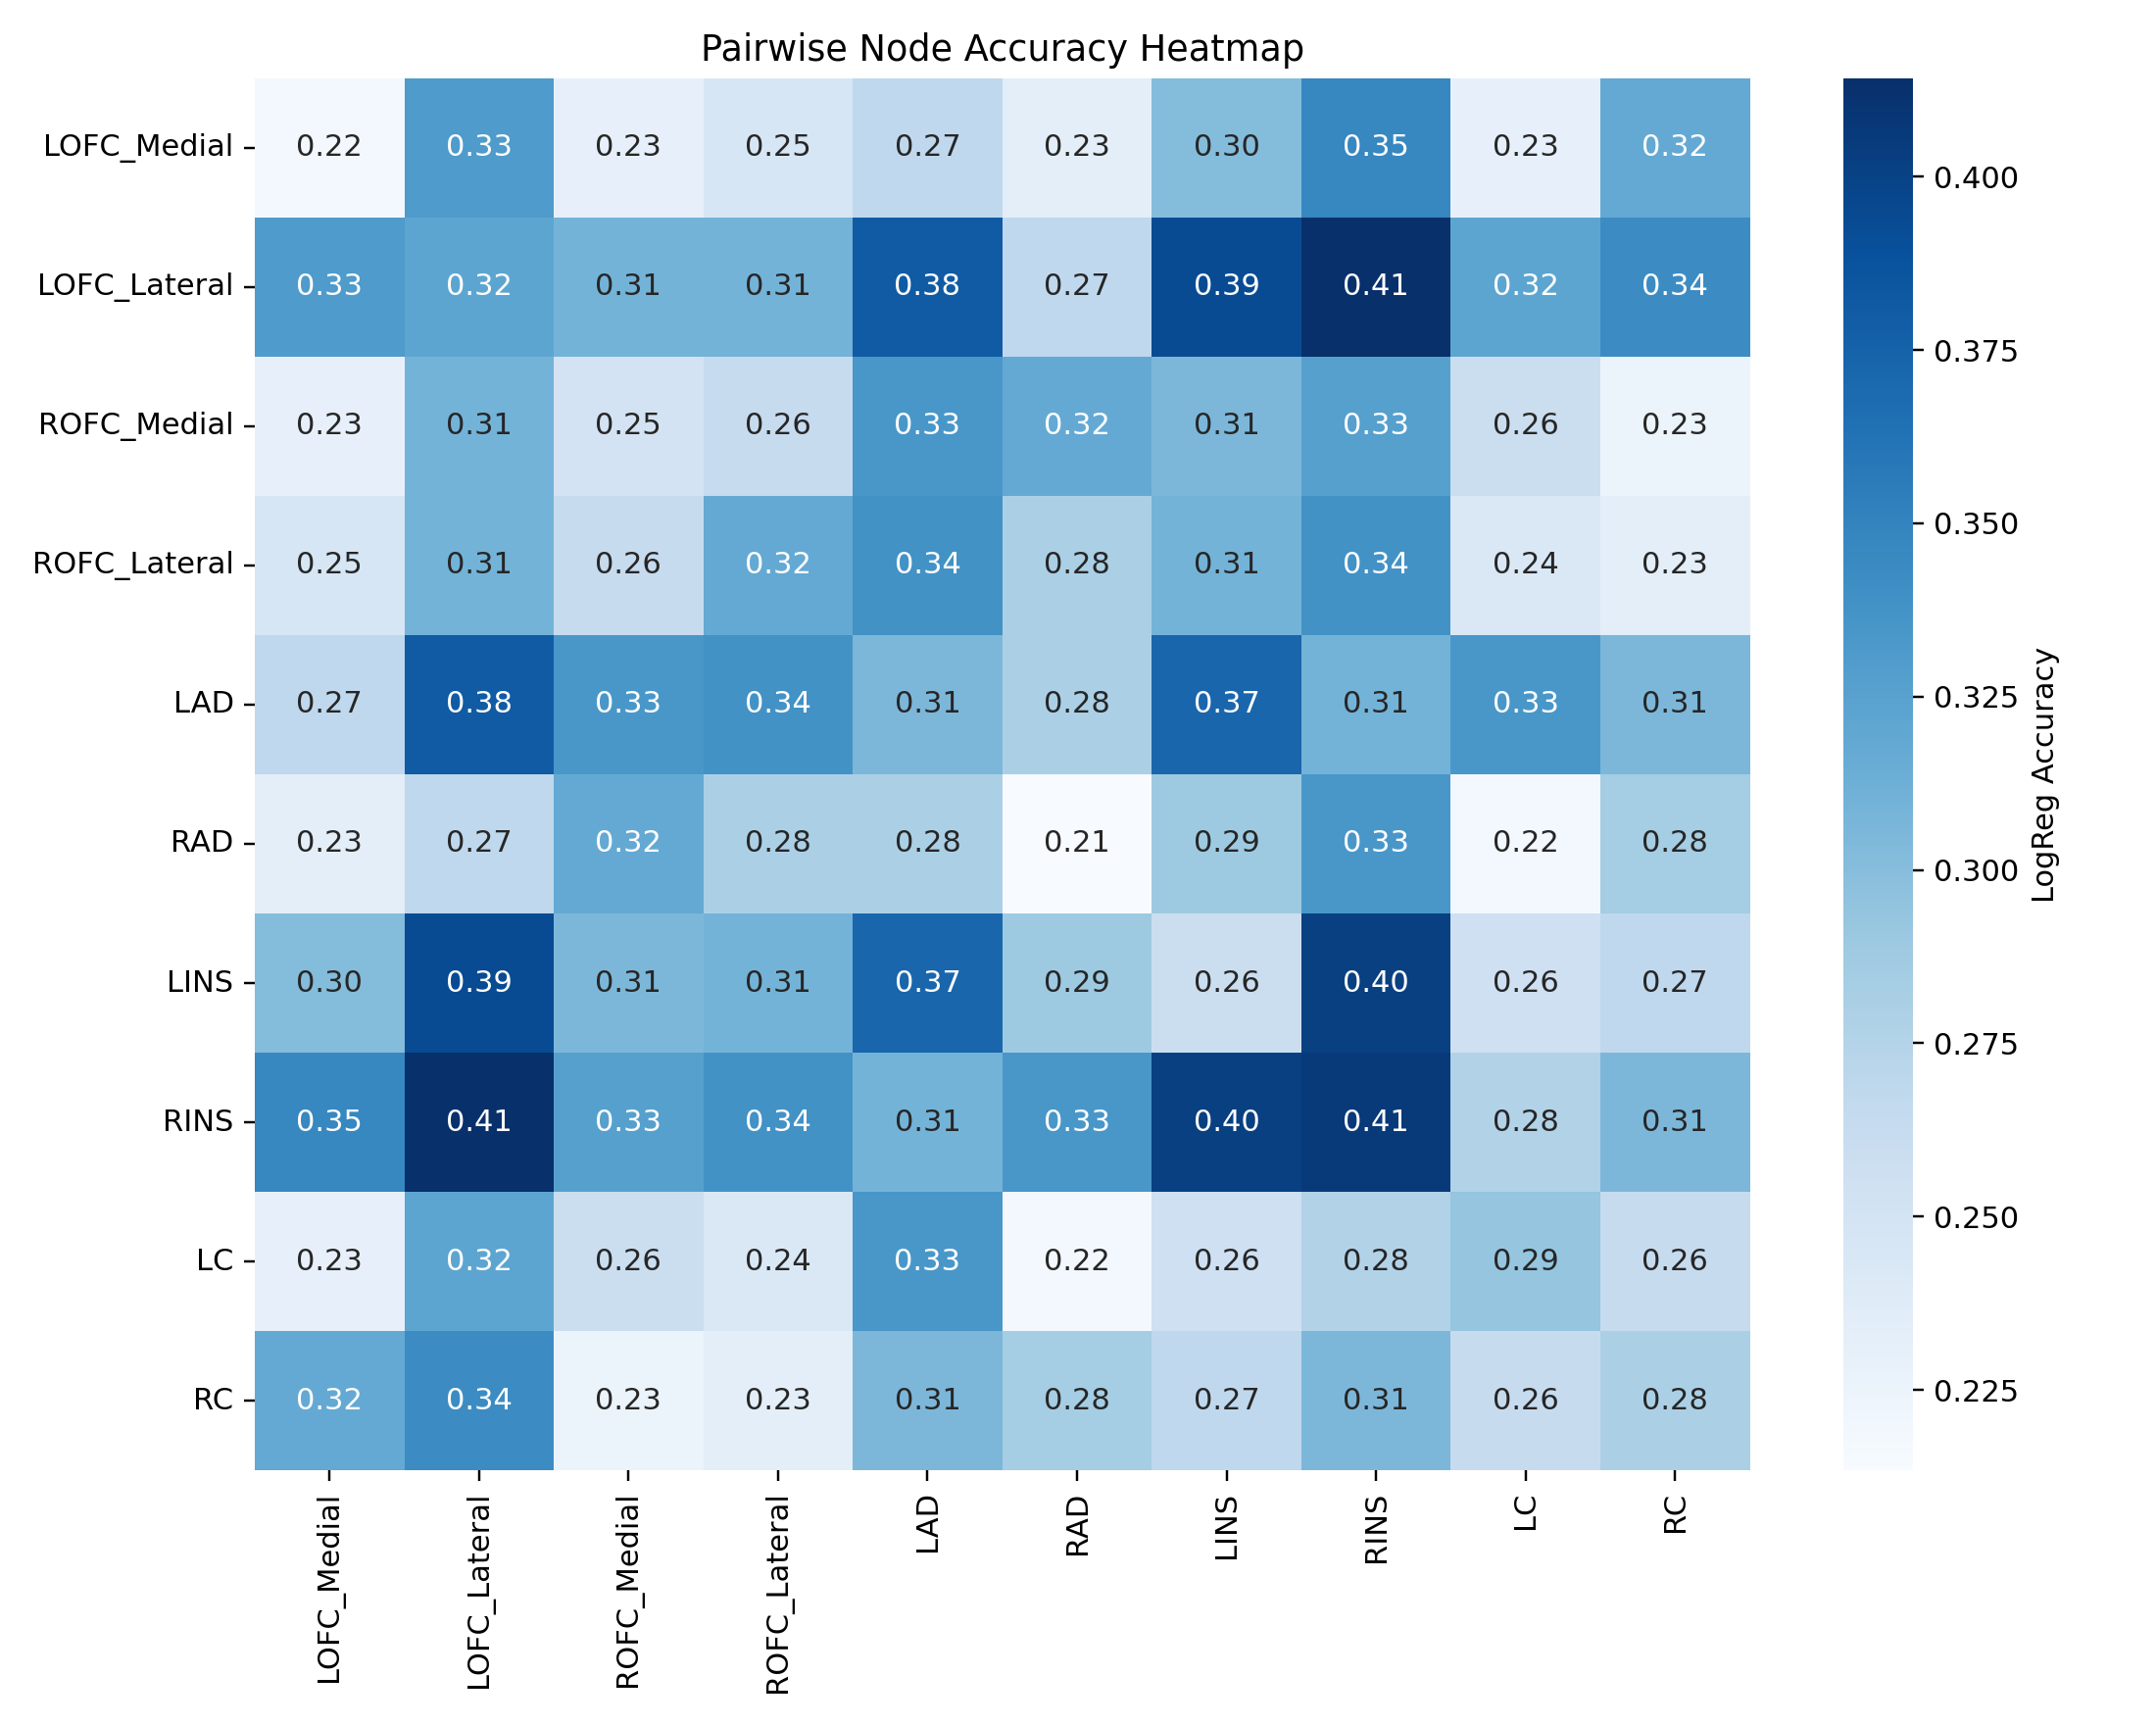 Pairwise Node Accuracy Heatmap
LOFC_Medial 0.22 0.33 0.23 0.25 0.27 0.23 0.30 0.35 0.23 0.32
LOFC_Lateral 0.33 0.32 0.31 0.31 0.38 0.27 0.39 0.41 0.32 0.34
ROFC_Medial 0.23 0.31 0.25 0.26 0.33 0.32 0.31 0.33 0.26 0.23
ROFC_Lateral 0.25 0.31 0.26 0.32 0.34 0.28 0.31 0.34 0.24 0.23
LAD 0.27 0.38 0.33 0.34 0.31 0.28 0.37 0.31 0.33 0.31
RAD 0.23 0.27 0.32 0.28 0.28 0.21 0.29 0.33 0.22 0.28
LINS 0.30 0.39 0.31 0.31 0.37 0.29 0.26 0.40 0.26 0.27
RINS 0.35 0.41 0.33 0.34 0.31 0.33 0.40 0.41 0.28 0.31
LC 0.23 0.32 0.26 0.24 0.33 0.22 0.26 0.28 0.29 0.26
RC 0.32 0.34 0.23 0.23 0.31 0.28 0.27 0.31 0.26 0.28
LOFC_Medial
LOFC_Lateral
ROFC_Medial
ROFC_Lateral
LAD
RAD
LINS
RINS
LC
RC
0.400
0.375
0.350
0.325
0.300
0.275
0.250
0.225
LogReg Accuracy